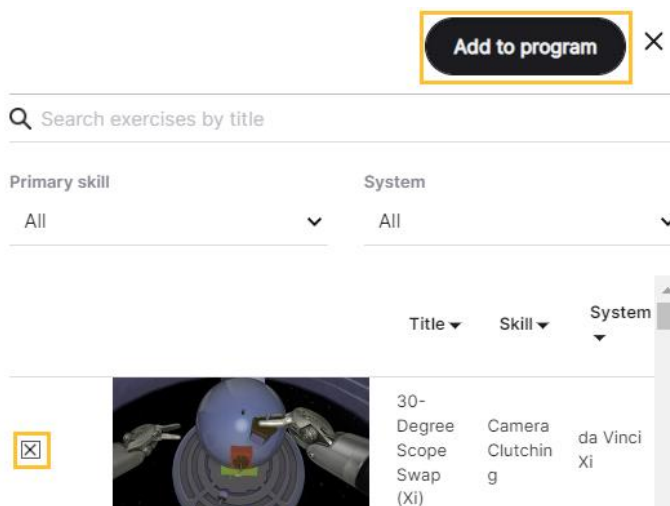 Add to program
Search exercises by title
Primary skill
System
All
All
Title
Skill
System
30-
Degree
Scope
Swap
(Xi)
Camera
Clutchin
g
da Vinci
Xi